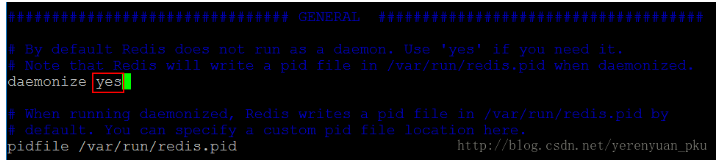 ################################ GENERAL #####################################
# By default Redis does not run as a daemon. Use 'yes' if you need it.
# Note that Redis will write a pid file in /var/run/redis.pid when daemonized.
daemonize yes
# When running daemonized, Redis writes a pid file in /var/run/redis.pid by
# default. You can specify a custom pid file location here.
pidfile /var/run/redis.pid
http://blog.csdn.net/yerenyuan_pku